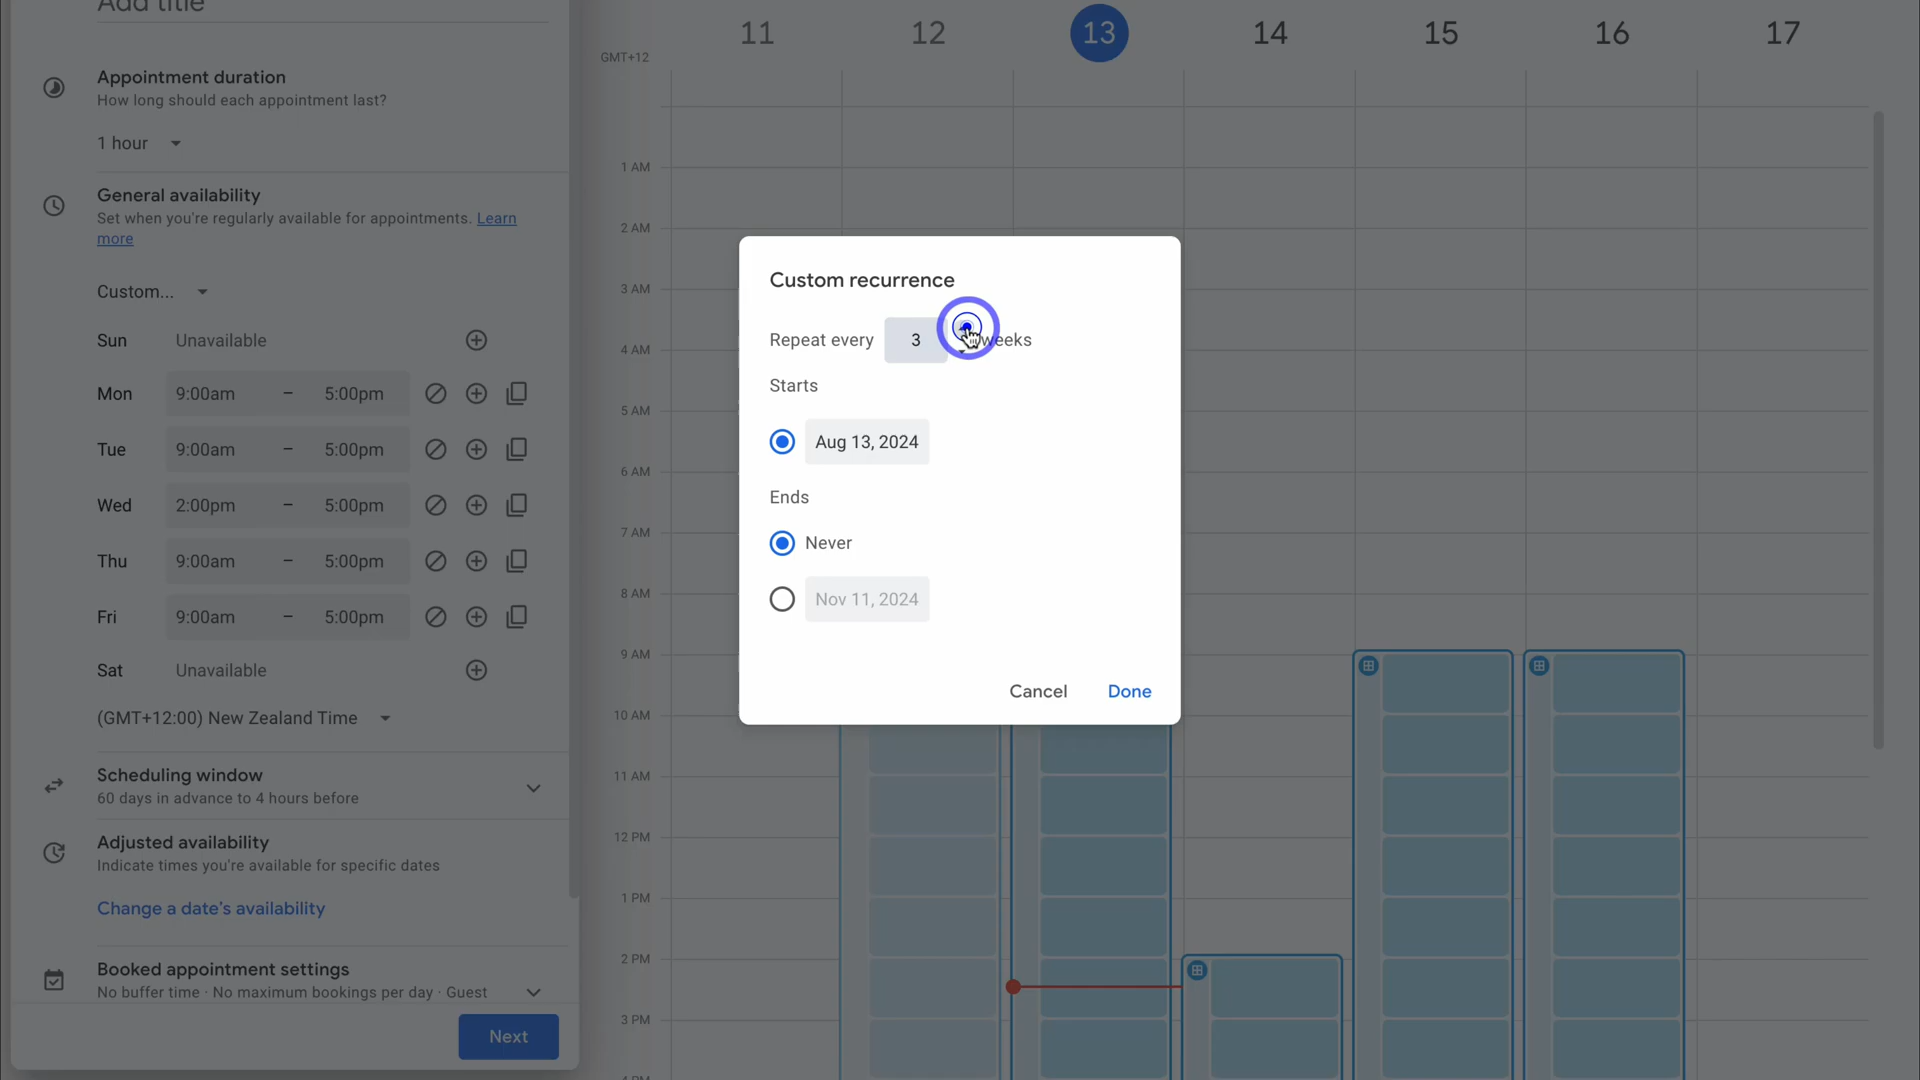 Add title
Appointment duration
How long should each appointment last?
1 hour
General availability
Set when you're regularly available for appointments. Learn
more
Custom...
Sun Unavailable
Mon 9:00am – 5:00pm
Tue 9:00am – 5:00pm
Wed 2:00pm – 5:00pm
Thu 9:00am – 5:00pm
Fri 9:00am – 5:00pm
Sat Unavailable
(GMT+12:00) New Zealand Time
Scheduling window
60 days in advance to 4 hours before
Adjusted availability
Indicate times you're available for specific dates
Change a date's availability
Booked appointment settings
No buffer time · No maximum bookings per day · Guest
Next
11 12 13 14 15 16 17
GMT+12
1 AM
2 AM
3 AM
4 AM
5 AM
6 AM
7 AM
8 AM
9 AM
10 AM
11 AM
12 PM
1 PM
2 PM
3 PM
4 PM
Custom recurrence
Repeat every 3 weeks
Starts
Aug 13, 2024
Ends
Never
Nov 11, 2024
Cancel Done